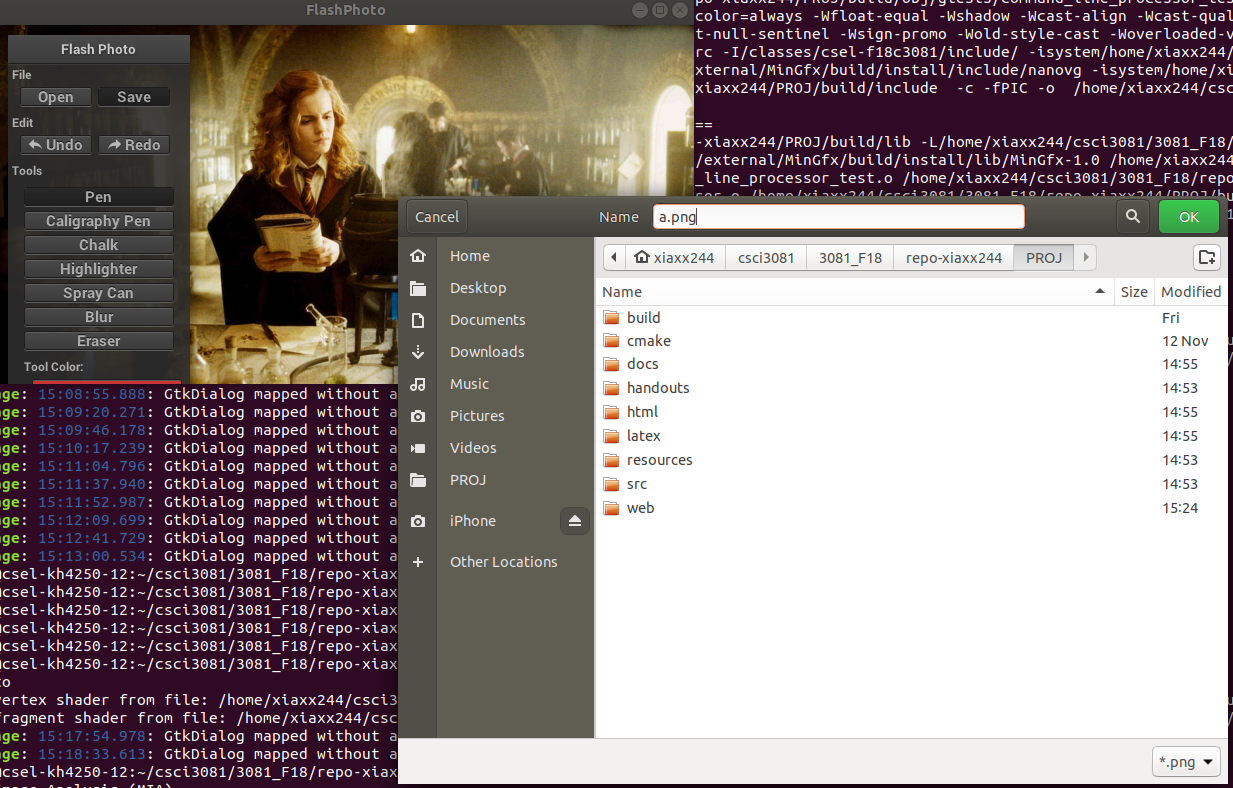 FlashPhoto
Flash Photo
File
Open Save
Edit
Undo Redo
Tools
Pen
Caligraphy Pen
Chalk
Highlighter
Spray Can
Blur
Eraser
Tool Color:
color=always -Wfloat-equal -Wshadow -Wcast-align -Wcast-qual
t-null-sentinel -Wsign-promo -Wold-style-cast -Woverloaded-v
rc -I/classes/csel-f18c3081/include/ -isystem/home/xiaxx244/
xternal/MinGfx/build/install/include/nanovg -isystem/home/xi
xiaxx244/PROJ/build/include -c -fPIC -o /home/xiaxx244/csc
==
-xiaxx244/PROJ/build/lib -L/home/xiaxx244/csci3081/3081_F18/
/external/MinGfx/build/install/lib/MinGfx-1.0 /home/xiaxx244
_line_processor_test.o /home/xiaxx244/csci3081/3081_F18/repo
Cancel Name a.png OK
xiaxx244 csci3081 3081_F18 repo-xiaxx244 PROJ
Home
Desktop
Documents
Downloads
Music
Pictures
Videos
PROJ
iPhone
Other Locations
Name Size Modified
build Fri
cmake 12 Nov
docs 14:55
handouts 14:53
html 14:55
latex 14:55
resources 14:53
src 14:53
web 15:24
*.png
age: 15:08:55.888: GtkDialog mapped without a
age: 15:09:20.271: GtkDialog mapped without a
age: 15:09:46.178: GtkDialog mapped without a
age: 15:10:17.239: GtkDialog mapped without a
age: 15:11:04.796: GtkDialog mapped without a
age: 15:11:37.940: GtkDialog mapped without a
age: 15:11:52.987: GtkDialog mapped without a
age: 15:12:09.699: GtkDialog mapped without a
age: 15:12:41.729: GtkDialog mapped without a
age: 15:13:00.534: GtkDialog mapped without a
@csel-kh4250-12:~/csci3081/3081_F18/repo-xiax
@csel-kh4250-12:~/csci3081/3081_F18/repo-xiax
@csel-kh4250-12:~/csci3081/3081_F18/repo-xiax
@csel-kh4250-12:~/csci3081/3081_F18/repo-xiax
@csel-kh4250-12:~/csci3081/3081_F18/repo-xiax
@csel-kh4250-12:~/csci3081/3081_F18/repo-xiax
to
vertex shader from file: /home/xiaxx244/csci3
fragment shader from file: /home/xiaxx244/csc
age: 15:17:54.978: GtkDialog mapped without a
age: 15:18:33.613: GtkDialog mapped without a
@csel-kh4250-12:~/csci3081/3081_F18/repo-xiax